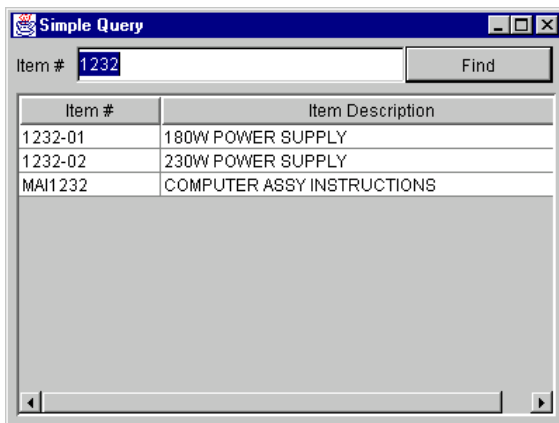 Simple Query
Item # 1232 Find
Item # Item Description
1232-01 180W POWER SUPPLY
1232-02 230W POWER SUPPLY
MAI1232 COMPUTER ASSY INSTRUCTIONS